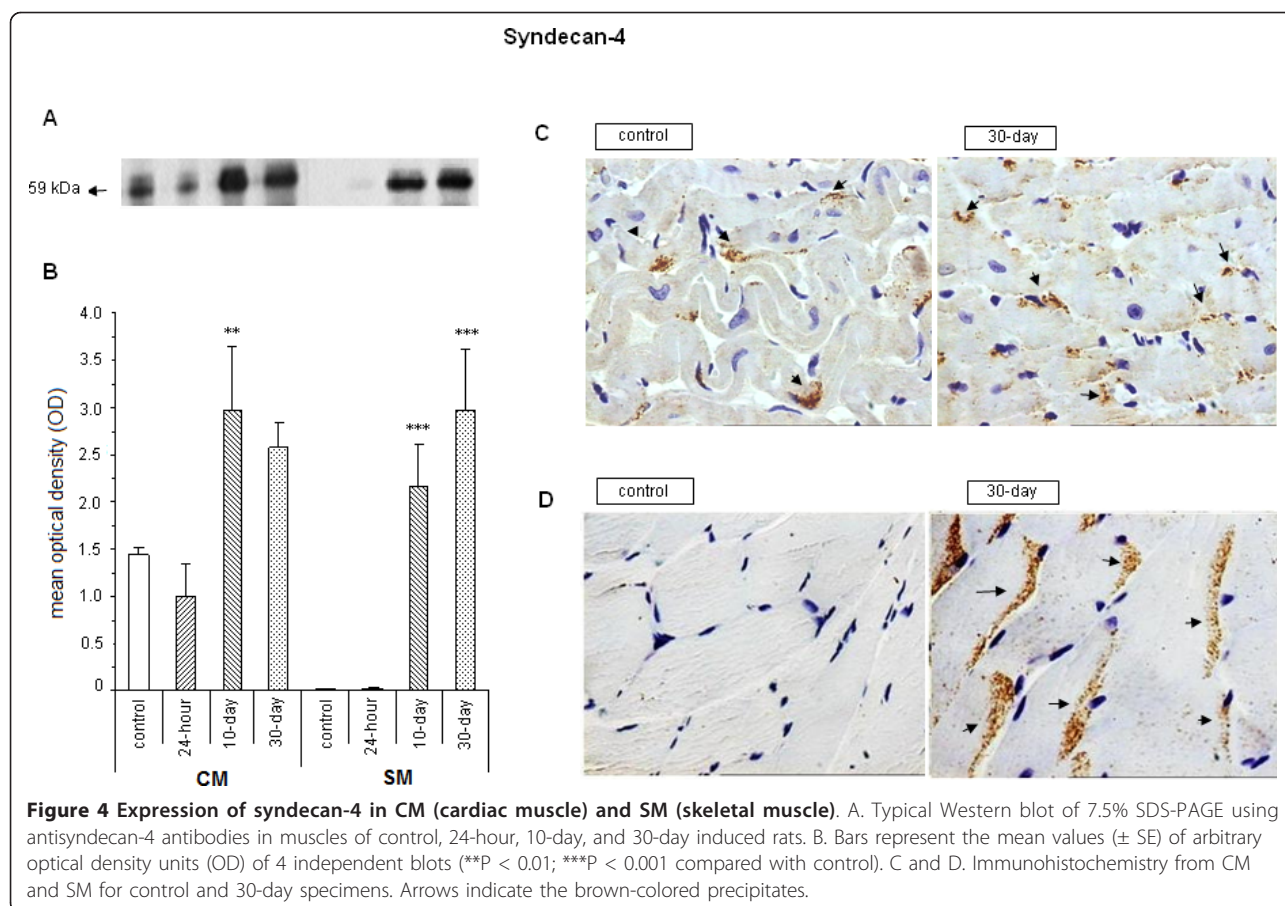 Syndecan-4
A
59 kDa
B
mean optical density (OD)
4.0
3.5
3.0
2.5
2.0
1.5
1.0
0.5
0
**
***
***
control
24-hour
10-day
30-day
control
24-hour
10-day
30-day
CM
SM
C
control
30-day
D
control
30-day
Figure 4 Expression of syndecan-4 in CM (cardiac muscle) and SM (skeletal muscle). A. Typical Western blot of 7.5% SDS-PAGE using
antisyndecan-4 antibodies in muscles of control, 24-hour, 10-day, and 30-day induced rats. B. Bars represent the mean values (± SE) of arbitrary
optical density units (OD) of 4 independent blots (**P < 0.01; ***P < 0.001 compared with control). C and D. Immunohistochemistry from CM
and SM for control and 30-day specimens. Arrows indicate the brown-colored precipitates.